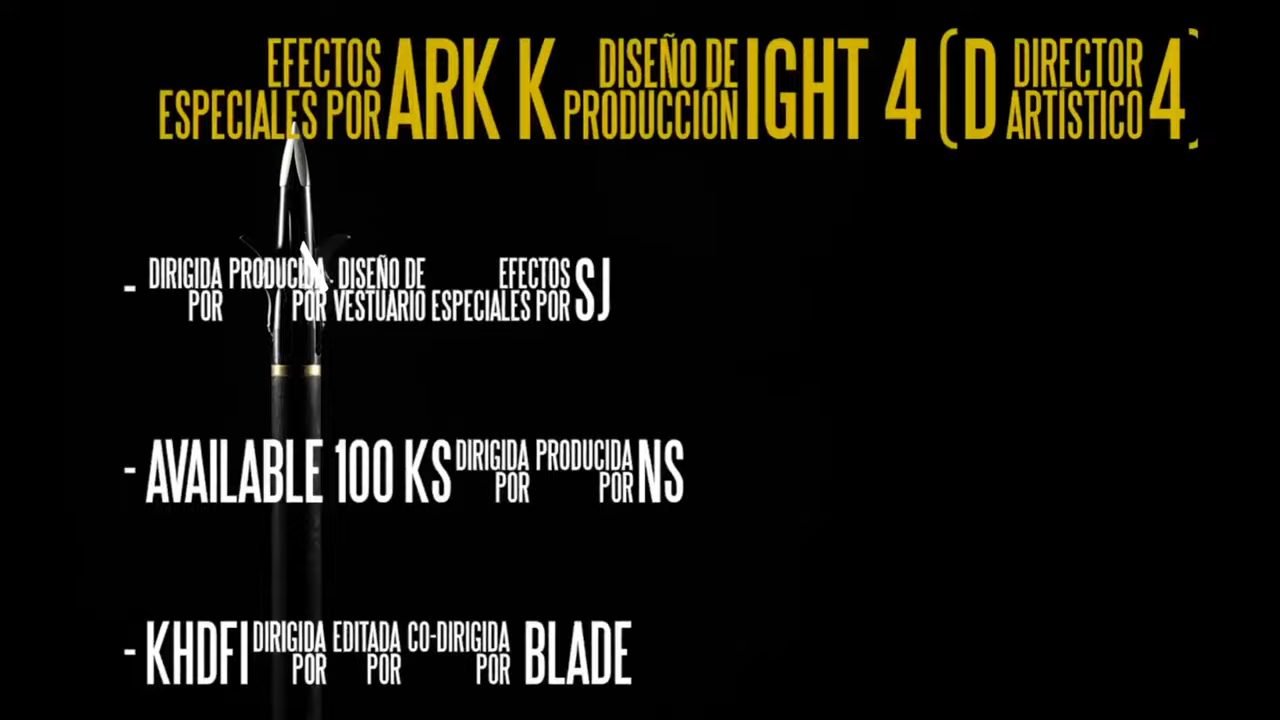 EFECTOS ESPECIALES POR ARK K DISEÑO DE PRODUCCIÓN IGHT 4 (D DIRECTOR ARTÍSTICO 4)
- DIRIGIDA POR PRODUCIDA POR DISEÑO DE VESTUARIO EFECTOS ESPECIALES POR SJ
- AVAILABLE 100 KS DIRIGIDA POR PRODUCIDA POR NS
- KHDFI DIRIGIDA POR EDITADA POR CO-DIRIGIDA POR BLADE